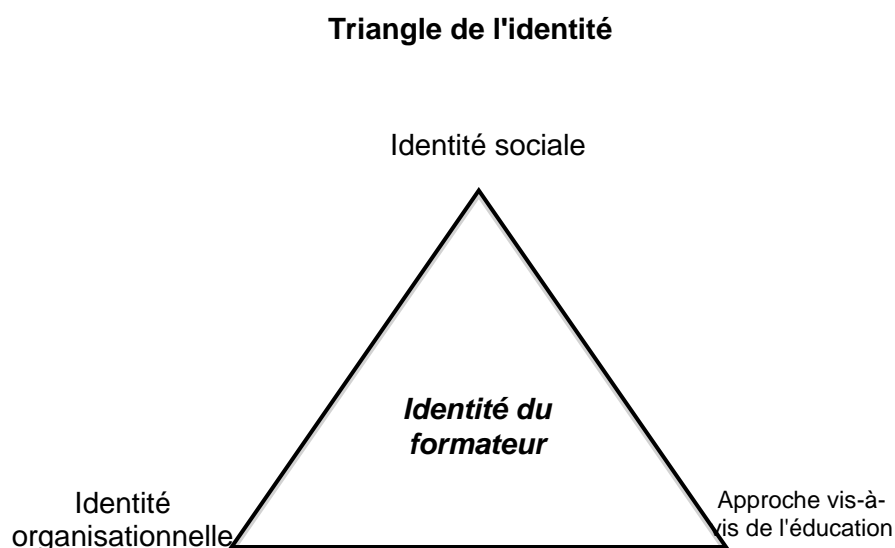 Triangle de l'identité
Identité sociale
Identité du
formateur
Identité
organisationnelle
Approche vis-à-
vis de l'éducation